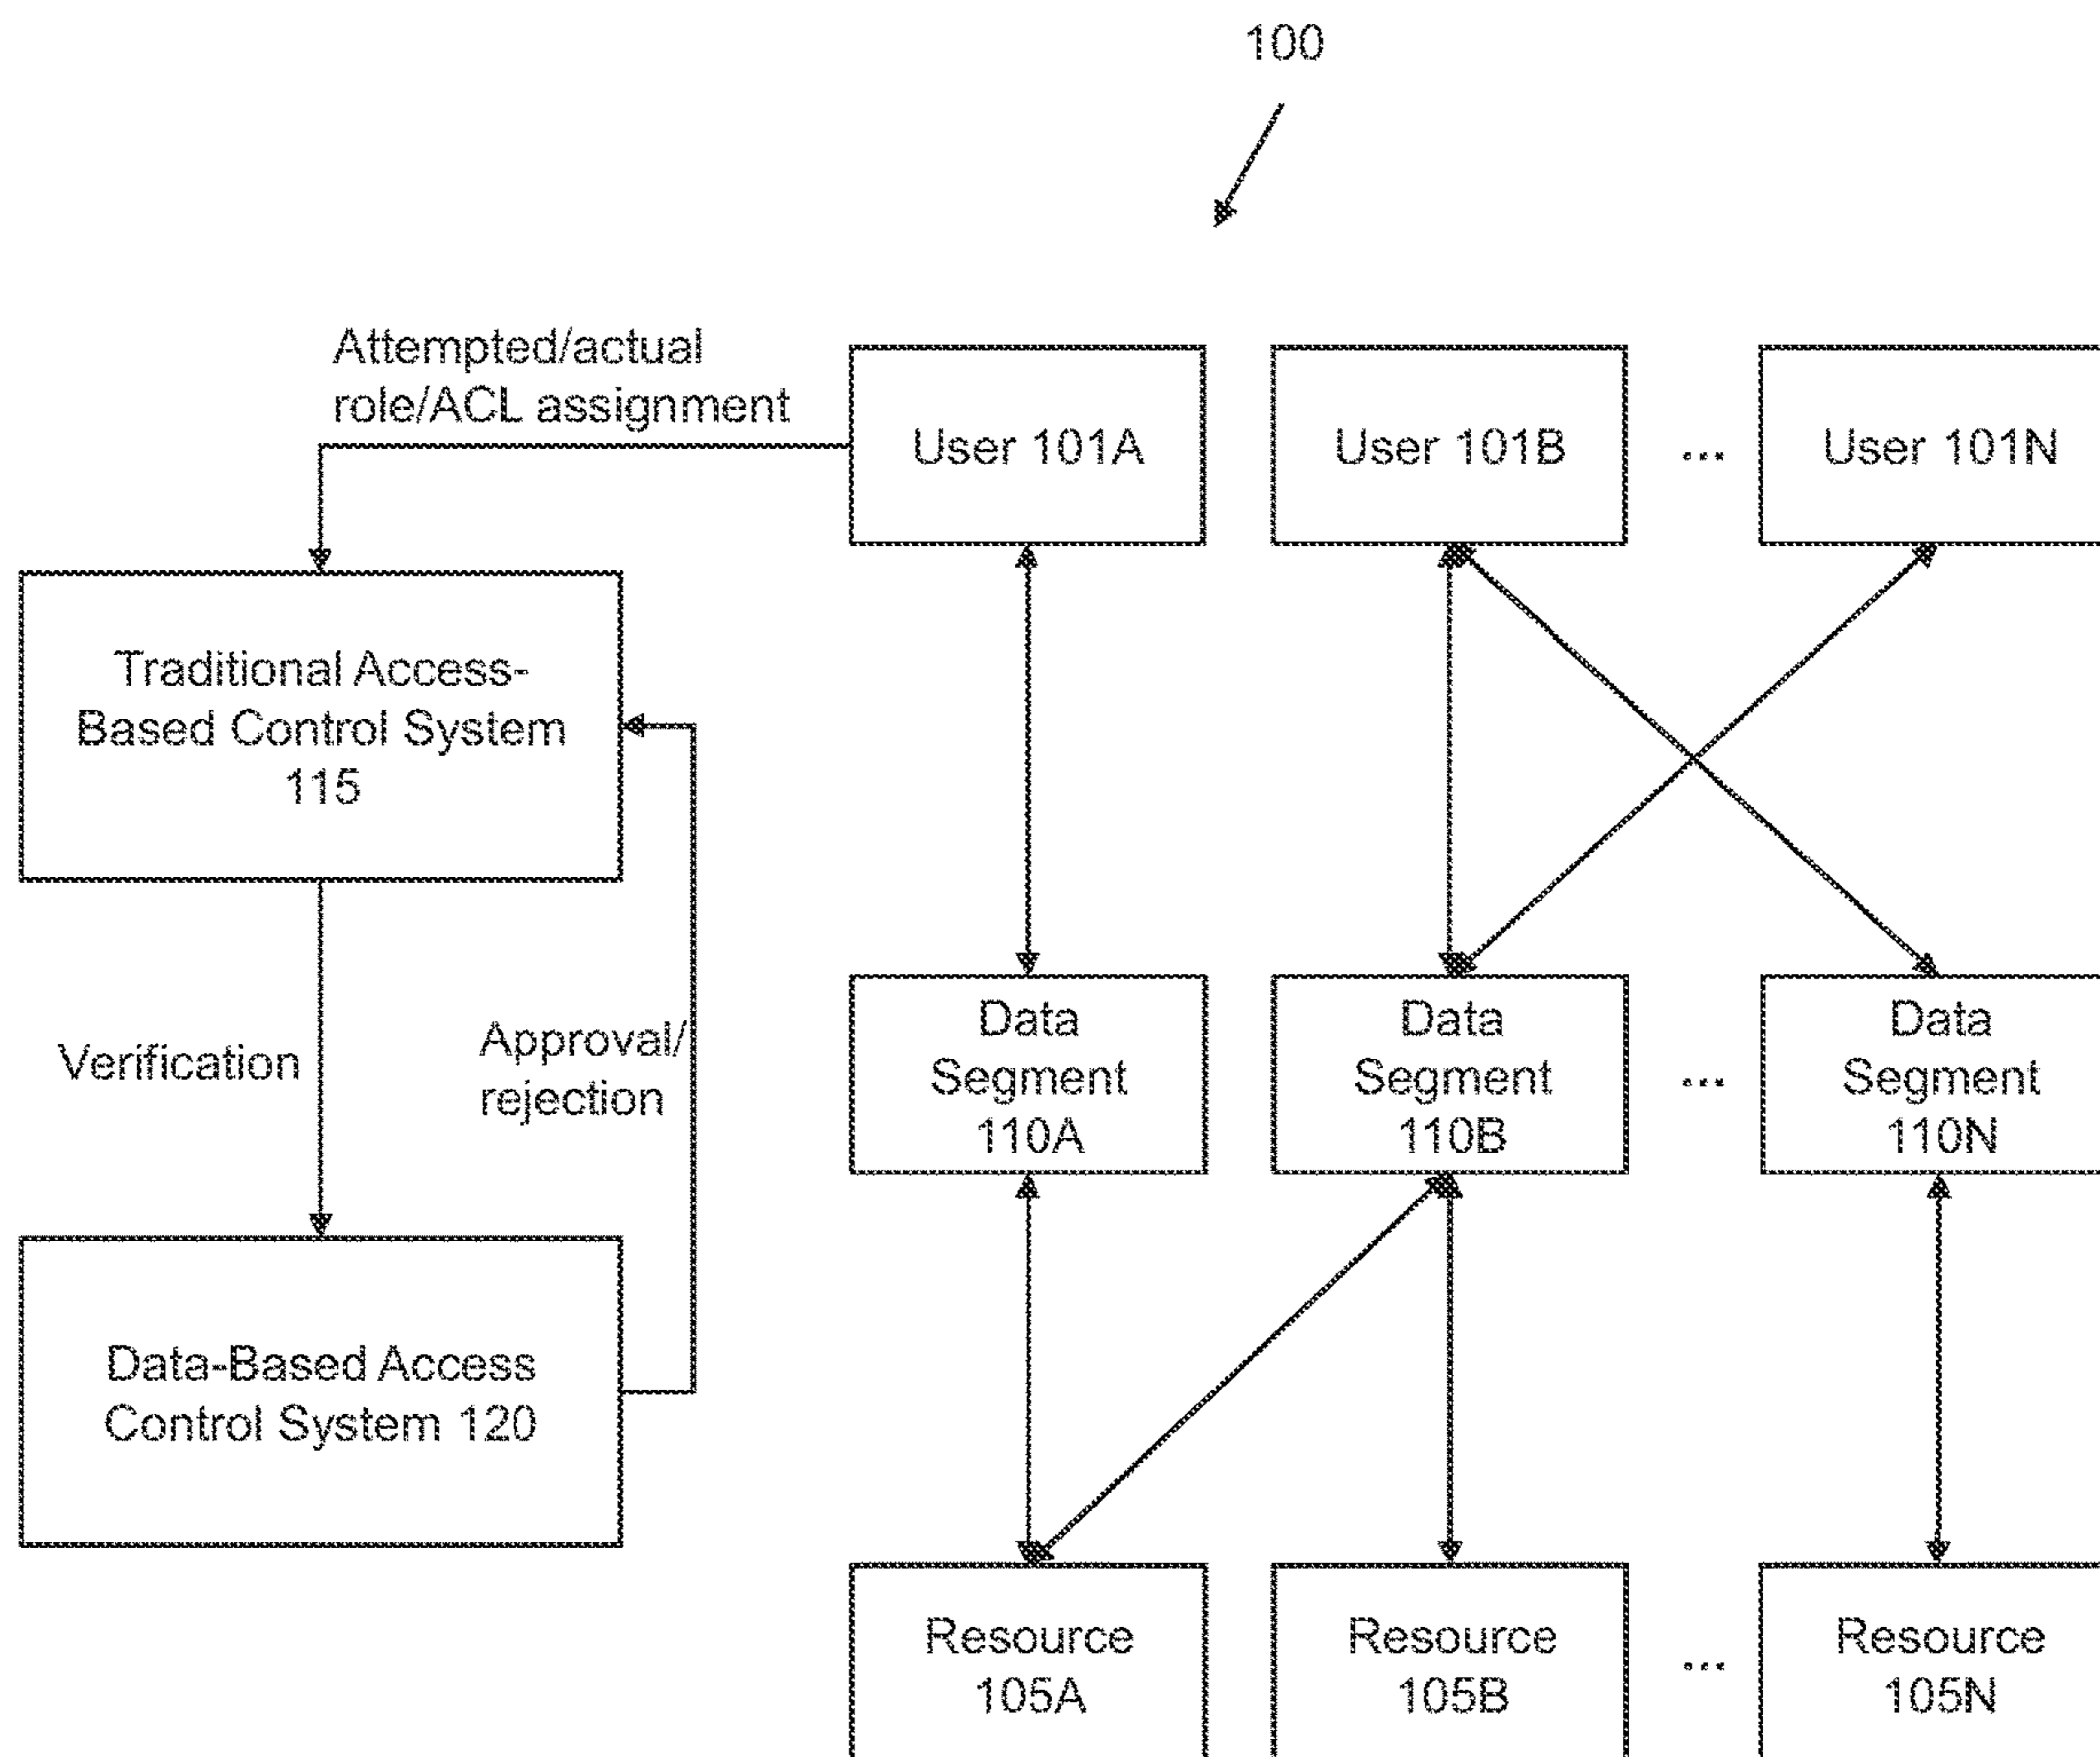 100
Attempted/actual
role/ACL assignment
User 101A
User 101B
...
User 101N
Traditional Access-
Based Control System
115
Verification
Approval/
rejection
Data
Segment
110A
Data
Segment
110B
...
Data
Segment
110N
Data-Based Access
Control System 120
Resource
105A
Resource
105B
...
Resource
105N